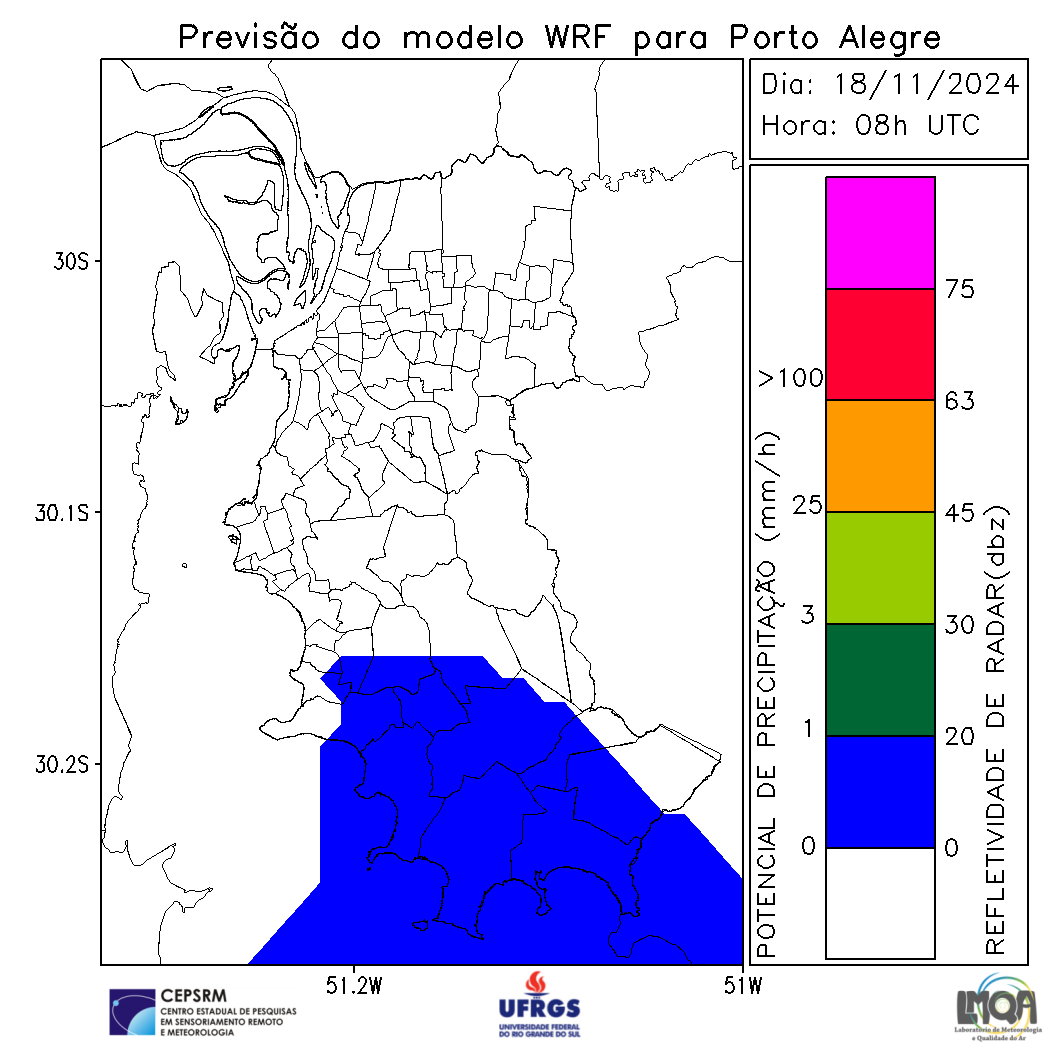 Previsão do modelo WRF para Porto Alegre
Dia: 18/11/2024
Hora: 08h UTC
30S
30.1S
30.2S
51.2W
51W
POTENCIAL DE PRECIPITAÇÃO (mm/h)
>100
25
3
1
0
75
63
45
30
20
0
REFLETIVIDADE DE RADAR(dbz)
CEPSRM
CENTRO ESTADUAL DE PESQUISAS
EM SENSORIAMENTO REMOTO
E METEOROLOGIA
UFRGS
UNIVERSIDADE FEDERAL
DO RIO GRANDE DO SUL
LMQA
Laboratório de Meteorologia
e Qualidade do Ar